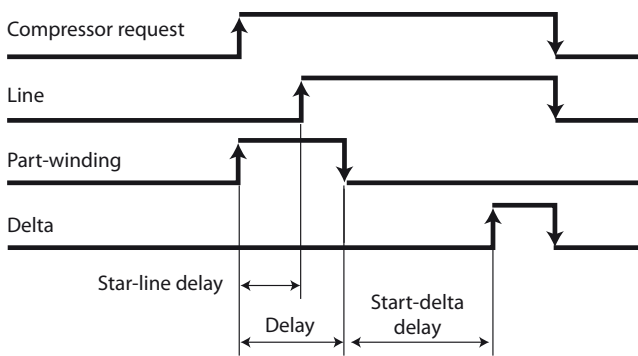 Compressor request
Line
Part-winding
Delta
Star-line delay
Delay
Start-delta
delay